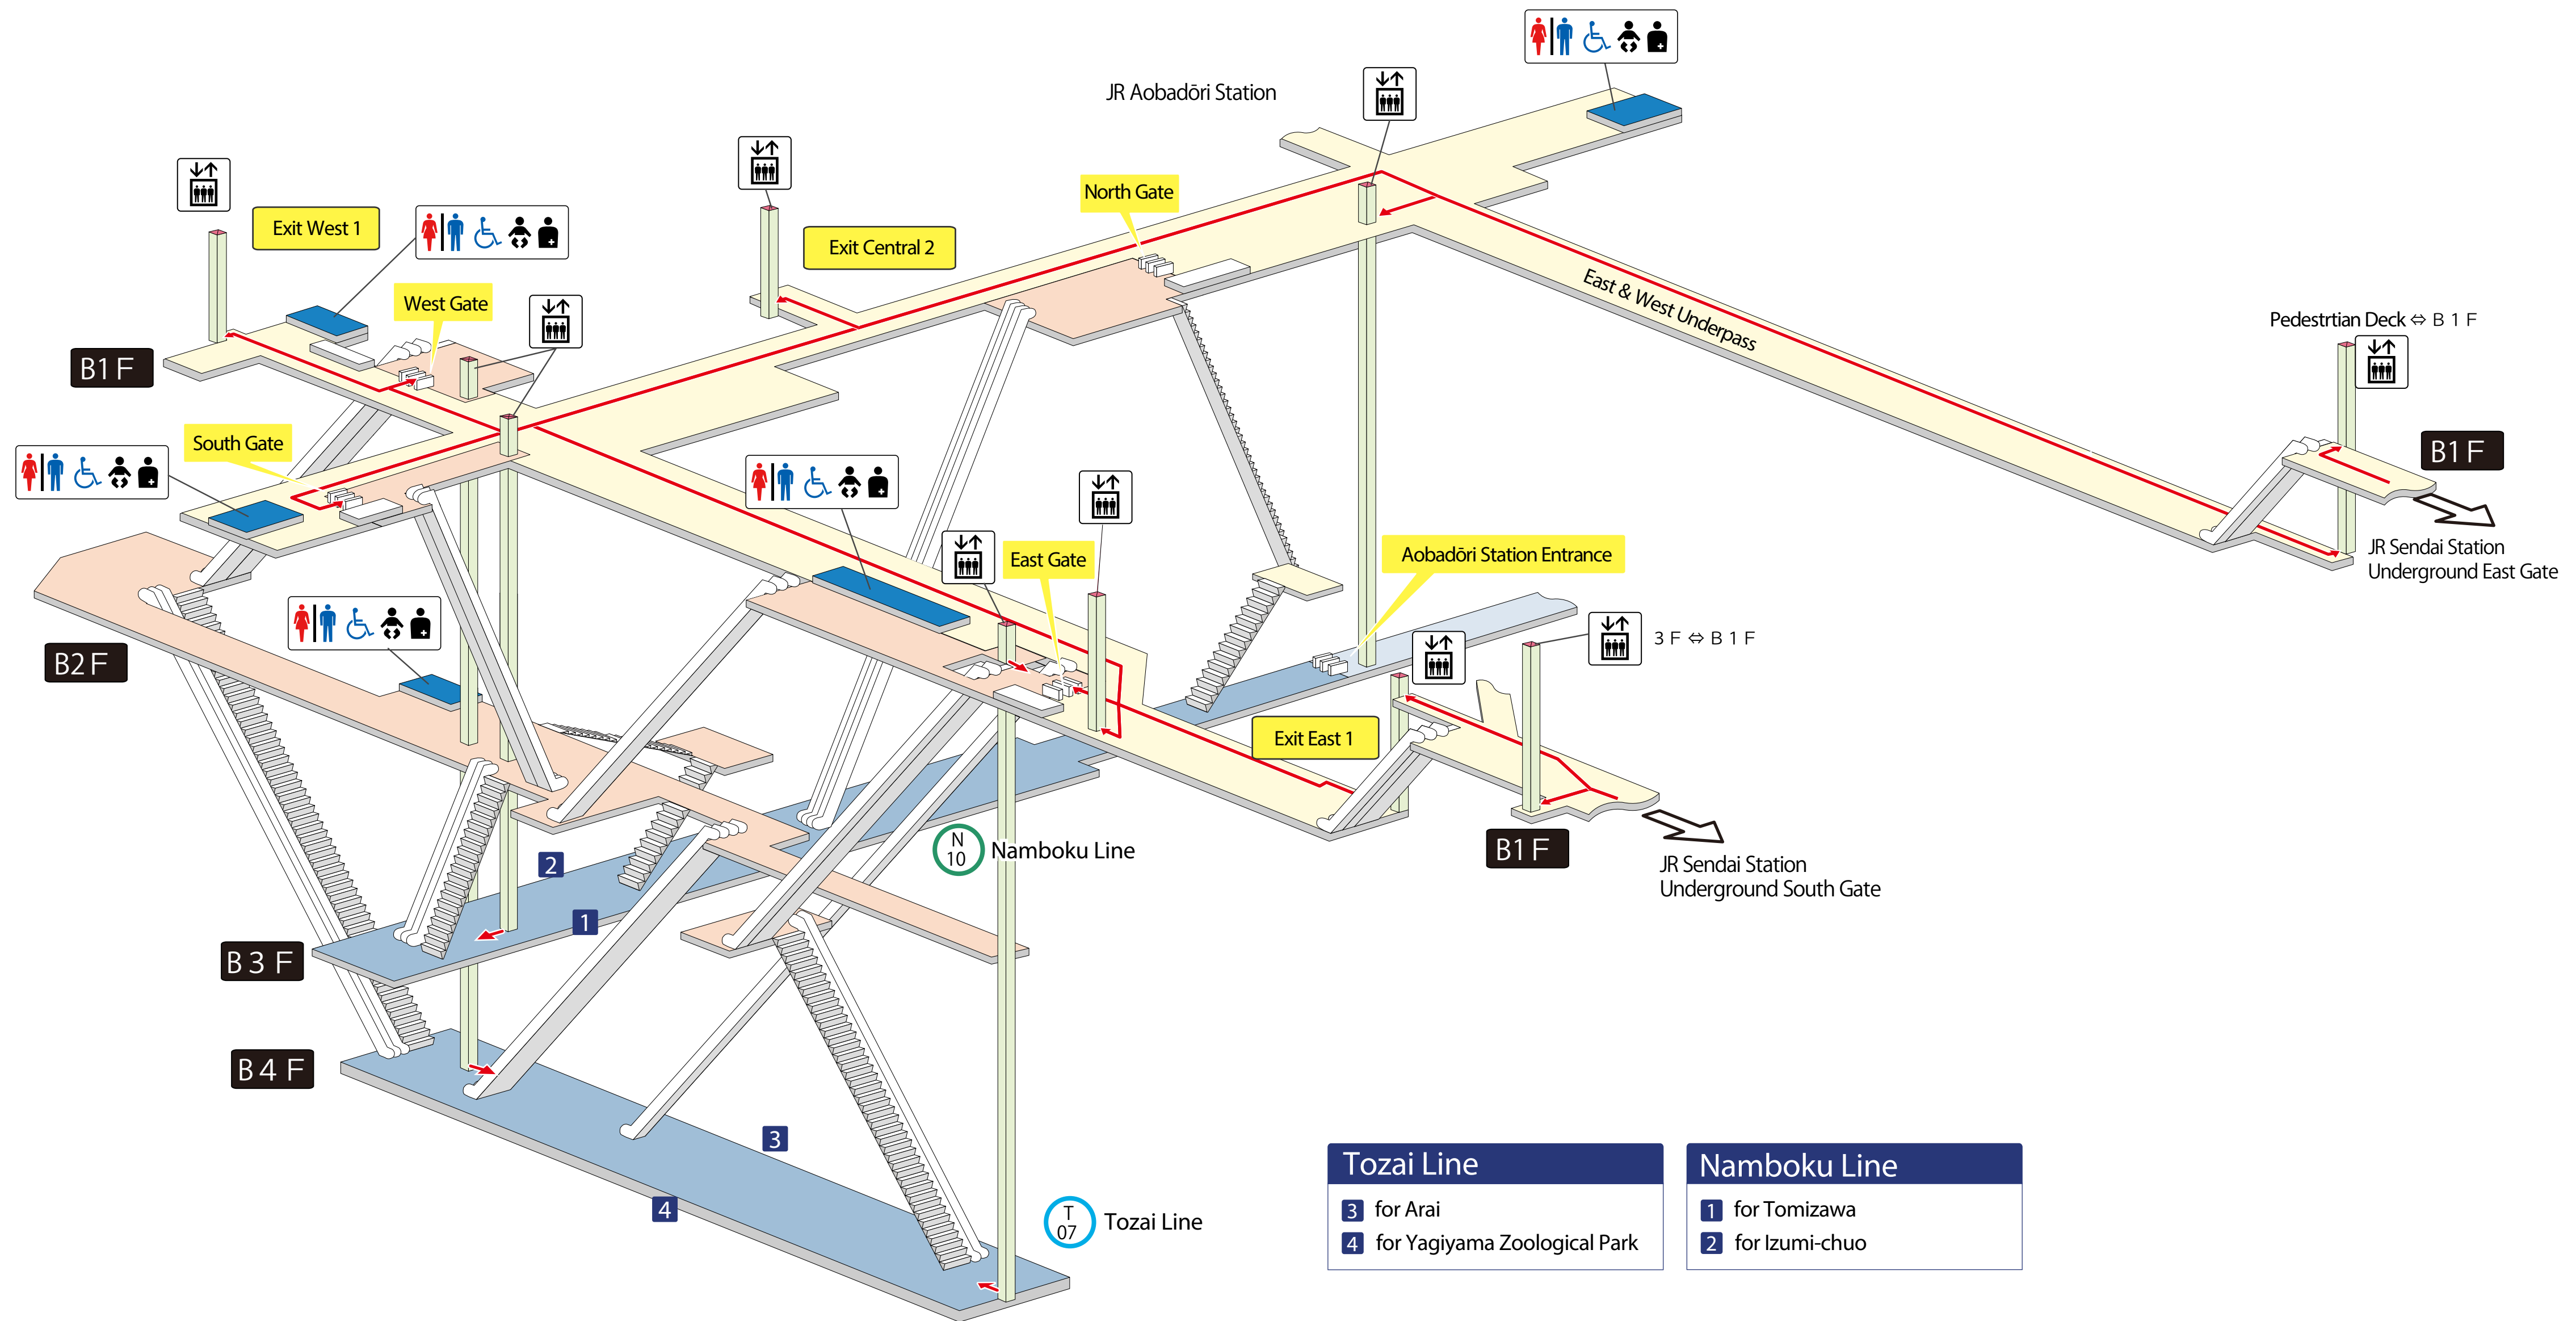 JR Aobadōri Station
North Gate
Exit West 1
Exit Central 2
West Gate
East & West Underpass
Pedestrtian Deck ⇔ B 1 F
B1F
South Gate
B1F
JR Sendai Station
Underground East Gate
East Gate
Aobadōri Station Entrance
3 F ⇔ B 1 F
B2F
Exit East 1
N
10
Namboku Line
B1F
JR Sendai Station
Underground South Gate
2
1
B 3 F
B 4 F
3
4
T
07
Tozai Line
Tozai Line
3 for Arai
4 for Yagiyama Zoological Park
Namboku Line
1 for Tomizawa
2 for Izumi-chuo